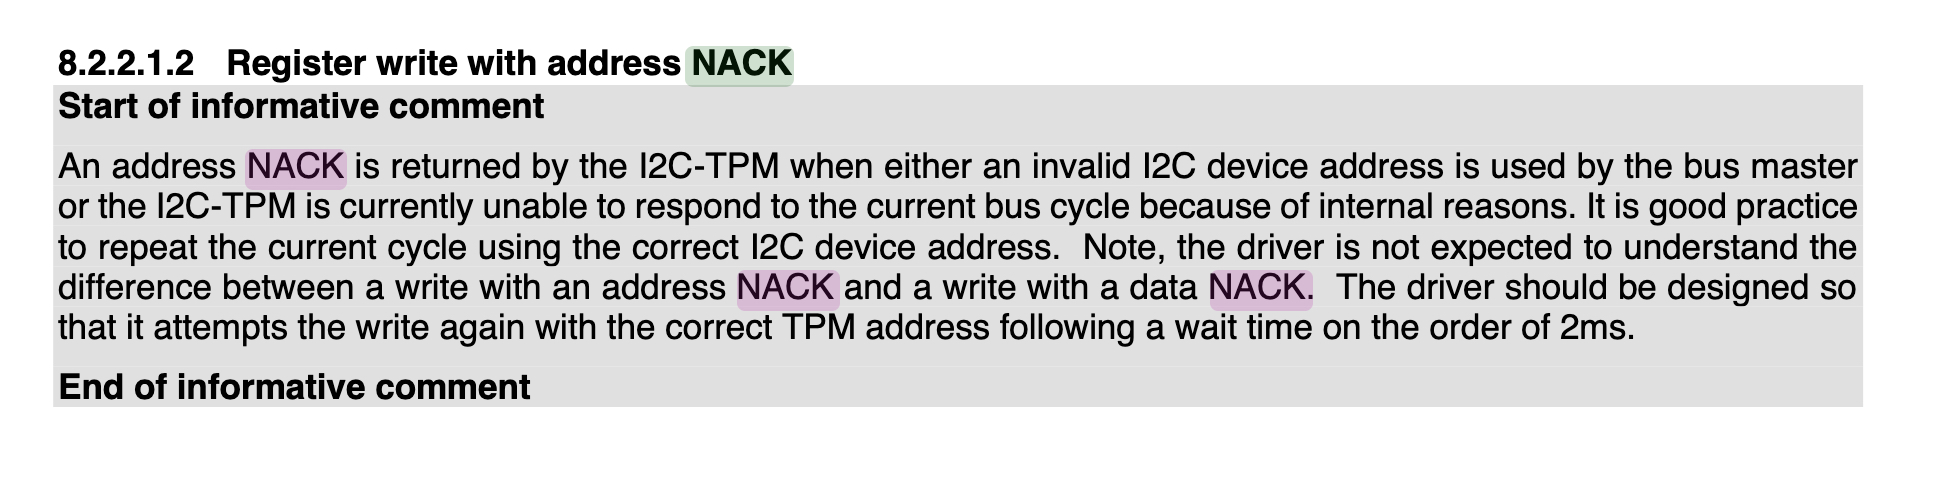 8.2.2.1.2 Register write with address NACK
Start of informative comment
An address NACK is returned by the I2C-TPM when either an invalid I2C device address is used by the bus master
or the I2C-TPM is currently unable to respond to the current bus cycle because of internal reasons. It is good practice
to repeat the current cycle using the correct I2C device address.  Note, the driver is not expected to understand the
difference between a write with an address NACK and a write with a data NACK.  The driver should be designed so
that it attempts the write again with the correct TPM address following a wait time on the order of 2ms.
End of informative comment